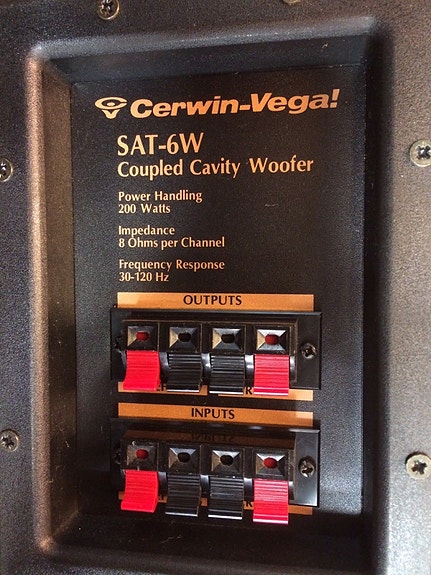 Cerwin-Vega!
SAT-6W
Coupled Cavity Woofer
Power Handling
200 Watts
Impedance
8 Ohms per Channel
Frequency Response
30-120 Hz
OUTPUTS
R
INPUTS
R